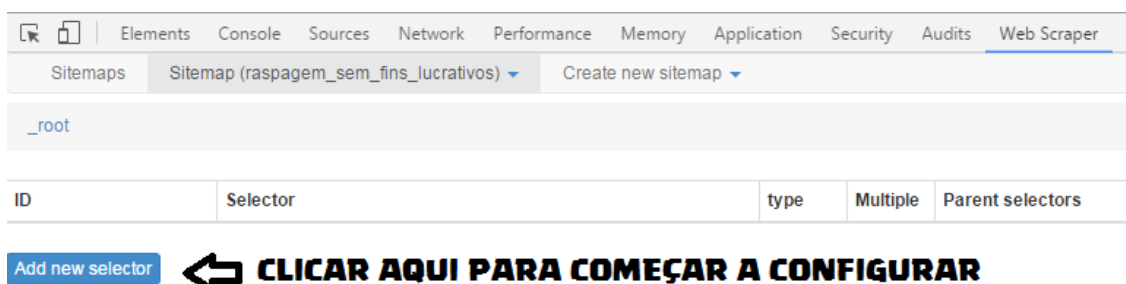 Elements Console Sources Network Performance Memory Application Security Audits Web Scraper
Sitemaps Sitemap (raspagem_sem_fins_lucrativos) Create new sitemap
_root
ID Selector type Multiple Parent selectors
Add new selector CLICAR AQUI PARA COMEÇAR A CONFIGURAR